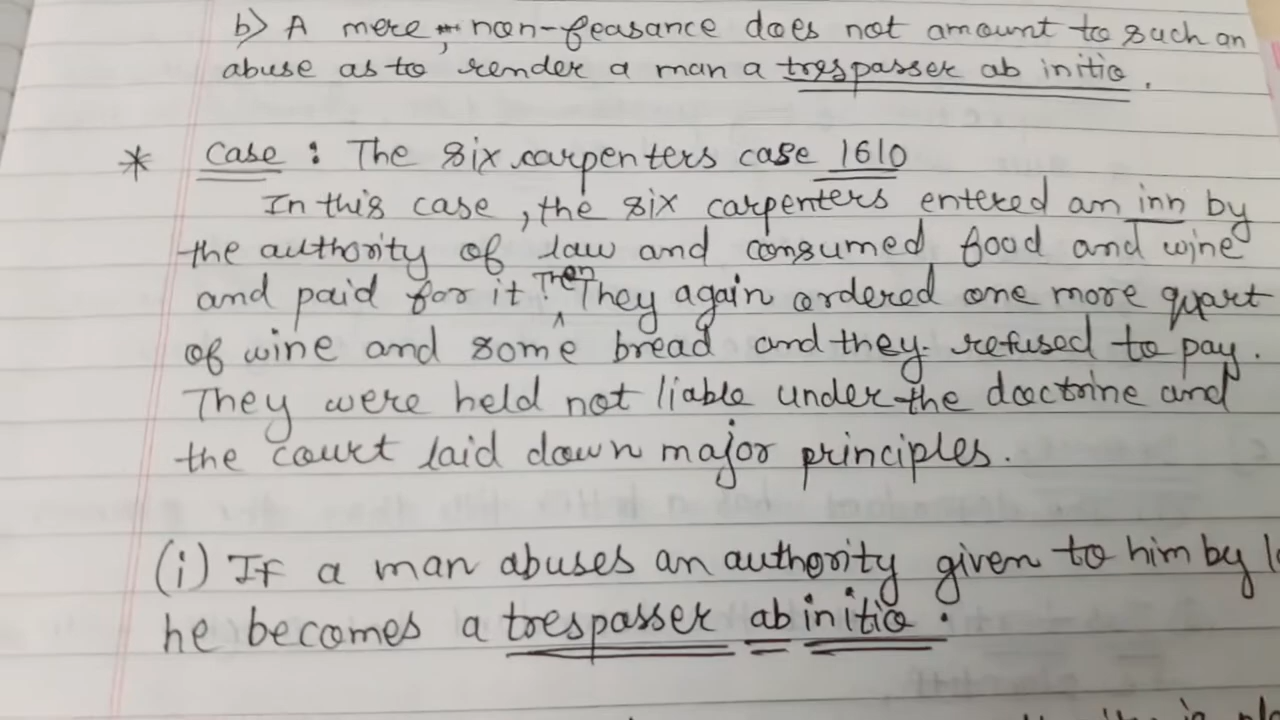 b) A mere non-feasance does not amount to such an
abuse as to render a man a trespasser ab initio.
* Case : The six carpenters case 1610
In this case, the six carpenters entered an inn by
the authority of law and consumed food and wine
and paid for it. Then They again ordered one more quart
of wine and some bread and they refused to pay.
They were held not liable under the doctrine and
the court laid down major principles.
(i) If a man abuses an authority given to him by
he becomes a trespasser ab initio.